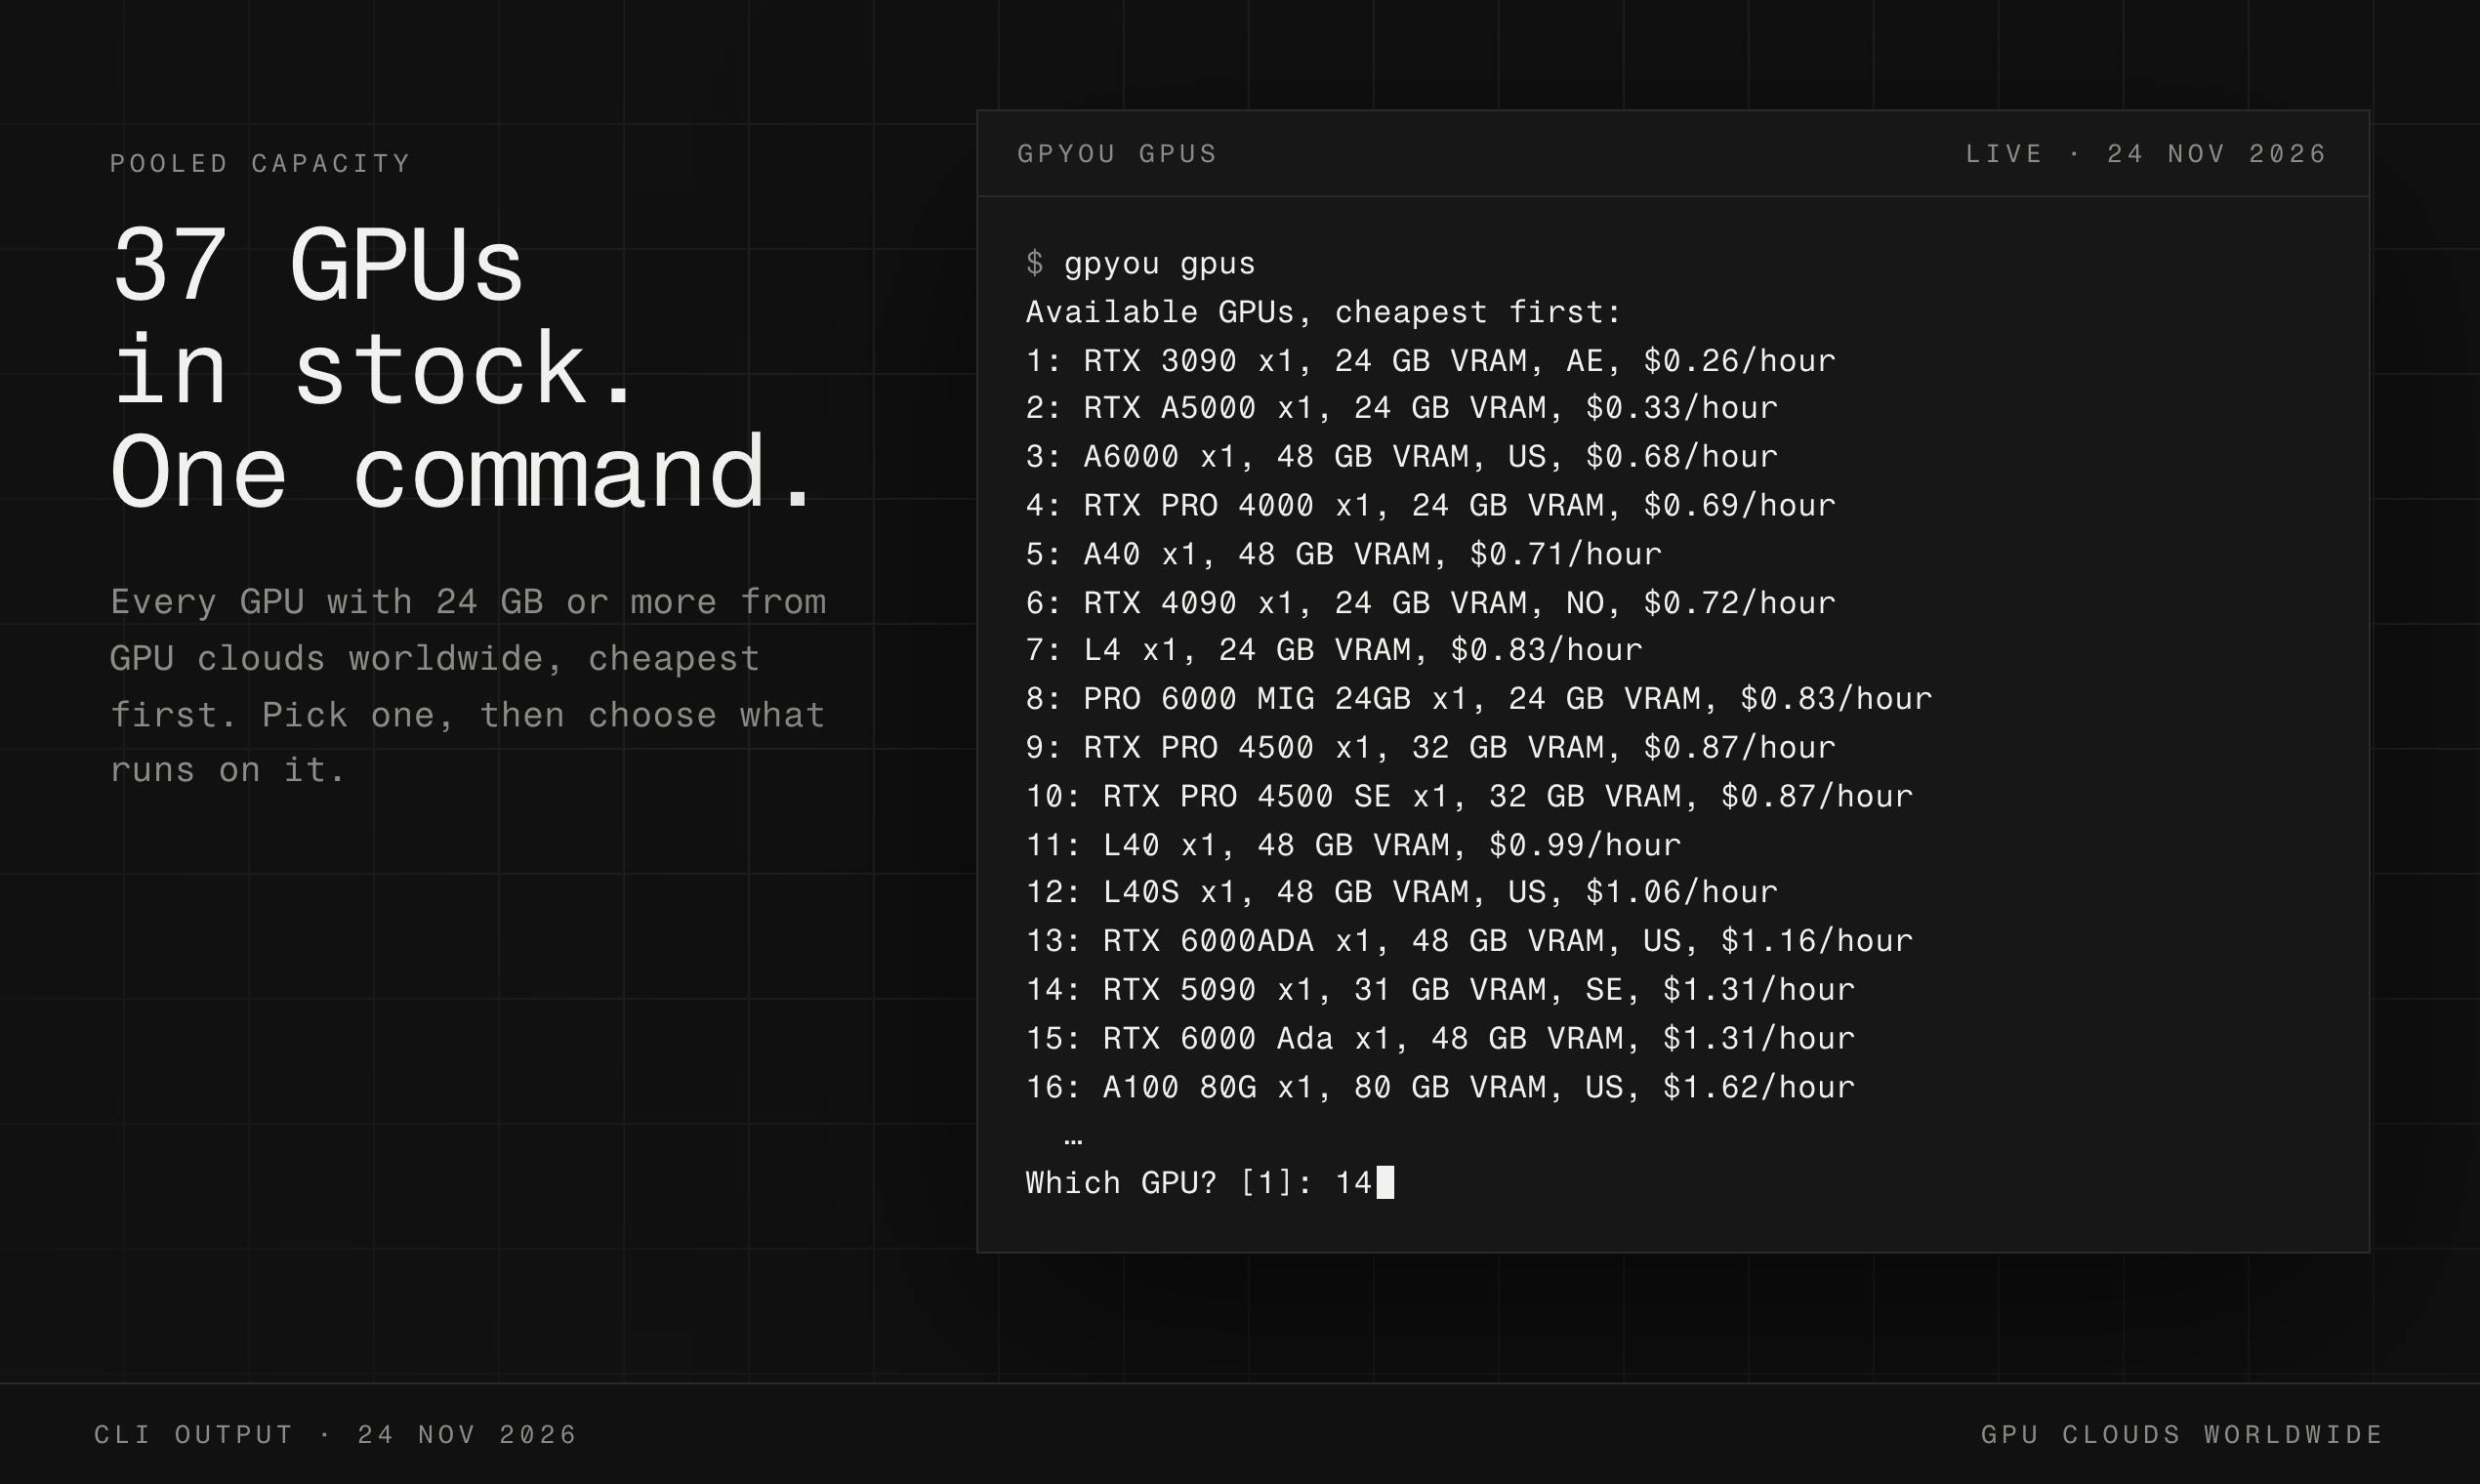 POOLED CAPACITY
37 GPUs
in stock.
One command.
Every GPU with 24 GB or more from
GPU clouds worldwide, cheapest
first. Pick one, then choose what
runs on it.
GPYOU GPUS
LIVE · 24 NOV 2026
$ gpyou gpus
Available GPUs, cheapest first:
1: RTX 3090 x1, 24 GB VRAM, AE, $0.26/hour
2: RTX A5000 x1, 24 GB VRAM, $0.33/hour
3: A6000 x1, 48 GB VRAM, US, $0.68/hour
4: RTX PRO 4000 x1, 24 GB VRAM, $0.69/hour
5: A40 x1, 48 GB VRAM, $0.71/hour
6: RTX 4090 x1, 24 GB VRAM, NO, $0.72/hour
7: L4 x1, 24 GB VRAM, $0.83/hour
8: PRO 6000 MIG 24GB x1, 24 GB VRAM, $0.83/hour
9: RTX PRO 4500 x1, 32 GB VRAM, $0.87/hour
10: RTX PRO 4500 SE x1, 32 GB VRAM, $0.87/hour
11: L40 x1, 48 GB VRAM, $0.99/hour
12: L40S x1, 48 GB VRAM, US, $1.06/hour
13: RTX 6000ADA x1, 48 GB VRAM, US, $1.16/hour
14: RTX 5090 x1, 31 GB VRAM, SE, $1.31/hour
15: RTX 6000 Ada x1, 48 GB VRAM, $1.31/hour
16: A100 80G x1, 80 GB VRAM, US, $1.62/hour
…
Which GPU? [1]: 14
CLI OUTPUT · 24 NOV 2026
GPU CLOUDS WORLDWIDE